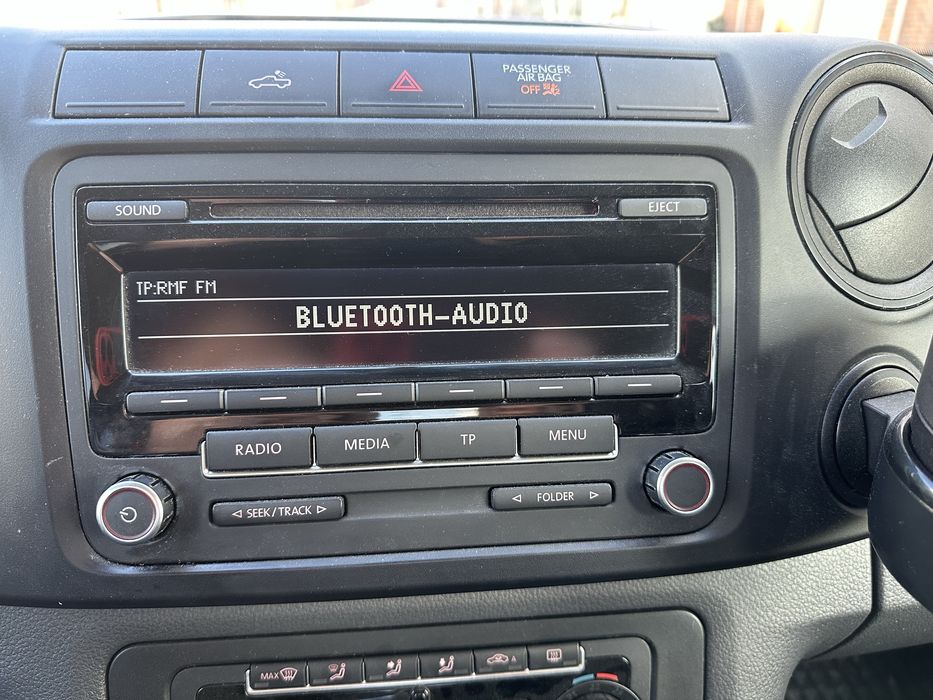 PASSENGER
AIR BAG
OFF
SOUND
EJECT
TP:RMF FM
BLUETOOTH-AUDIO
RADIO
MEDIA
TP
MENU
SEEK/TRACK
FOLDER
MAX
A